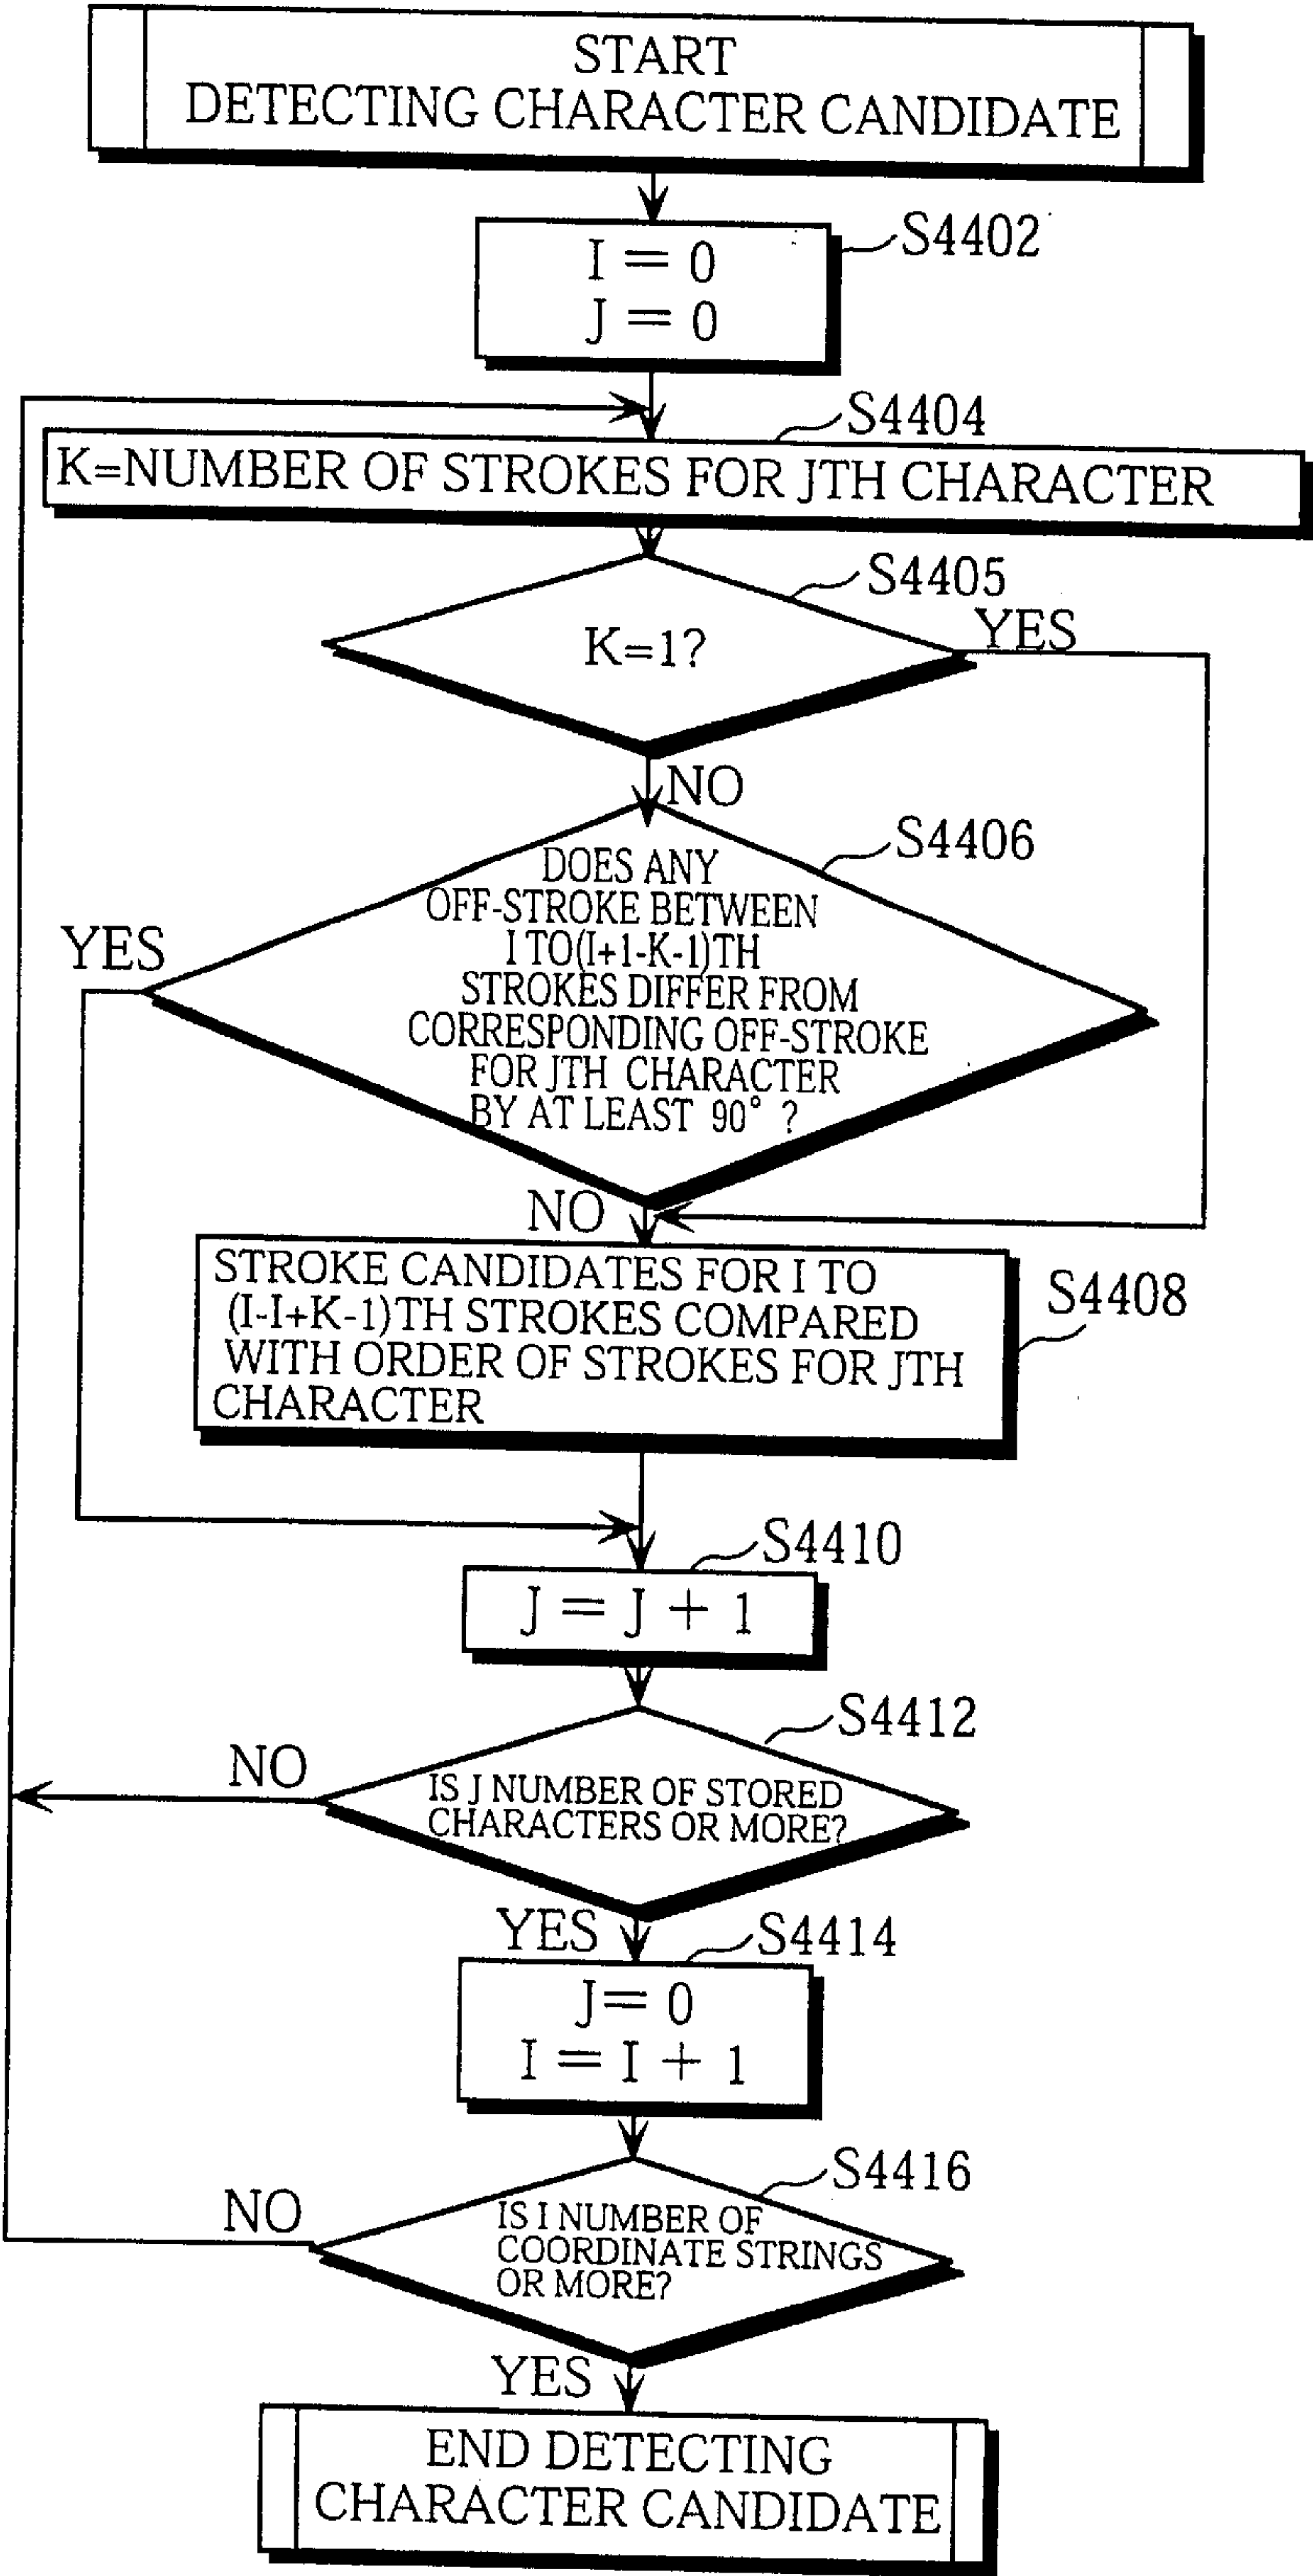 START
DETECTING CHARACTER CANDIDATE
S4402
I = 0
J = 0
S4404
K=NUMBER OF STROKES FOR JTH CHARACTER
S4405
K=1?
YES
NO
S4406
DOES ANY
OFF-STROKE BETWEEN
I TO(I+1-K-1)TH
STROKES DIFFER FROM
CORRESPONDING OFF-STROKE
FOR JTH CHARACTER
BY AT LEAST 90° ?
YES
NO
STROKE CANDIDATES FOR I TO
(I-I+K-1)TH STROKES COMPARED
WITH ORDER OF STROKES FOR JTH
CHARACTER
S4408
S4410
J = J + 1
S4412
IS J NUMBER OF STORED
CHARACTERS OR MORE?
NO
YES
S4414
J= 0
I = I + 1
S4416
IS I NUMBER OF
COORDINATE STRINGS
OR MORE?
NO
YES
END DETECTING
CHARACTER CANDIDATE